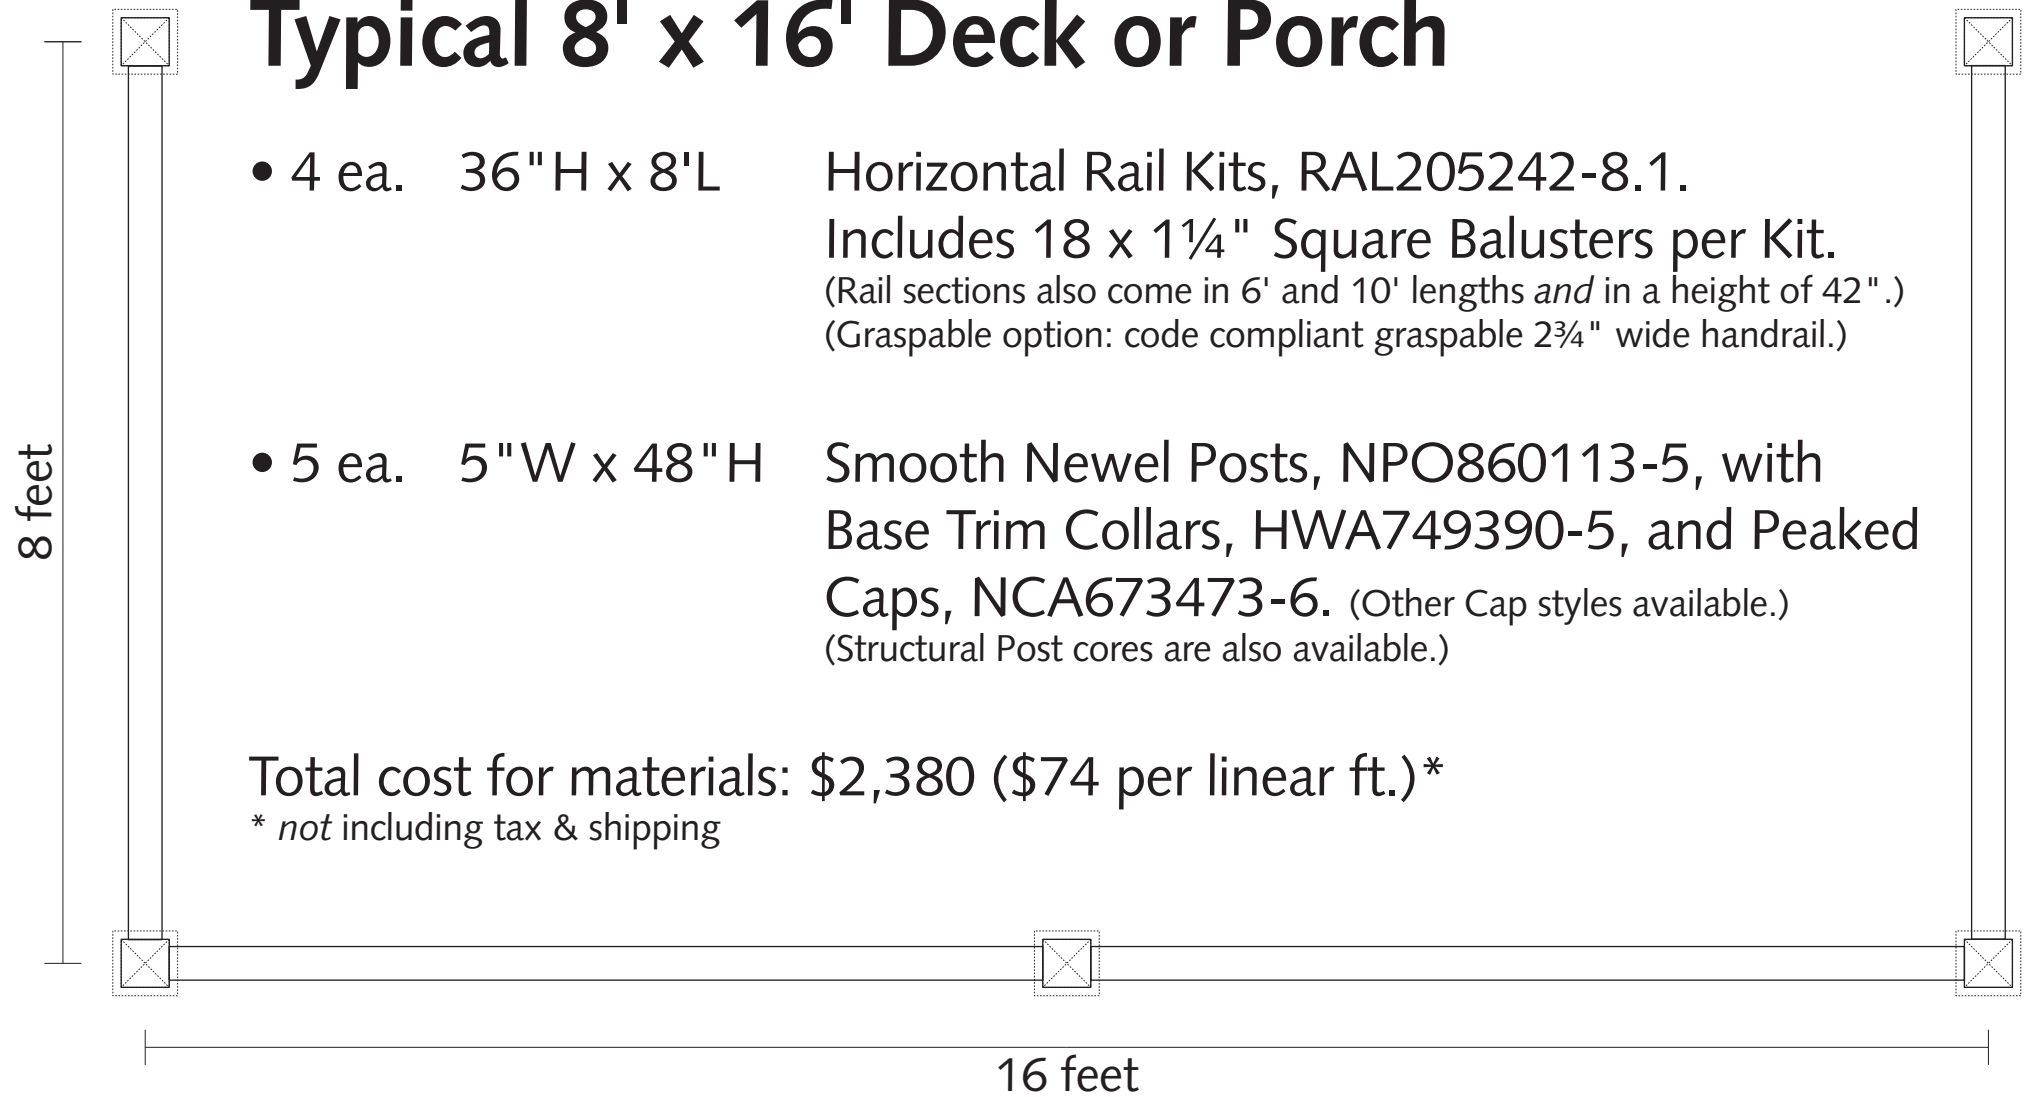 Typical 8' x 16' Deck or Porch
• 4 ea. 36"H x 8'L Horizontal Rail Kits, RAL205242-8.1.
Includes 18 x 1¼" Square Balusters per Kit.
(Rail sections also come in 6' and 10' lengths and in a height of 42".)
(Graspable option: code compliant graspable 2¾" wide handrail.)
• 5 ea. 5"W x 48"H Smooth Newel Posts, NPO860113-5, with
Base Trim Collars, HWA749390-5, and Peaked
Caps, NCA673473-6. (Other Cap styles available.)
(Structural Post cores are also available.)
8 feet
Total cost for materials: $2,380 ($74 per linear ft.)*
* not including tax & shipping
16 feet